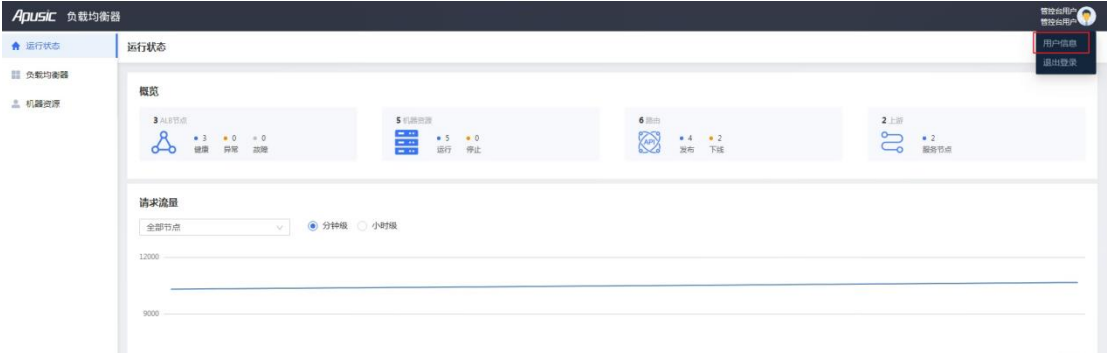 Apusic 负载均衡器
管控台用户
管控台用户
用户信息
退出登录
运行状态
负载均衡器
机器资源
运行状态
概览
3 ALB节点
3 0 0
健康 异常 故障
5 机器资源
5 0
运行 停止
6 路由
API
4 2
发布 下线
2 上游
2
服务节点
请求流量
全部节点
分钟级 小时级
12000
9000